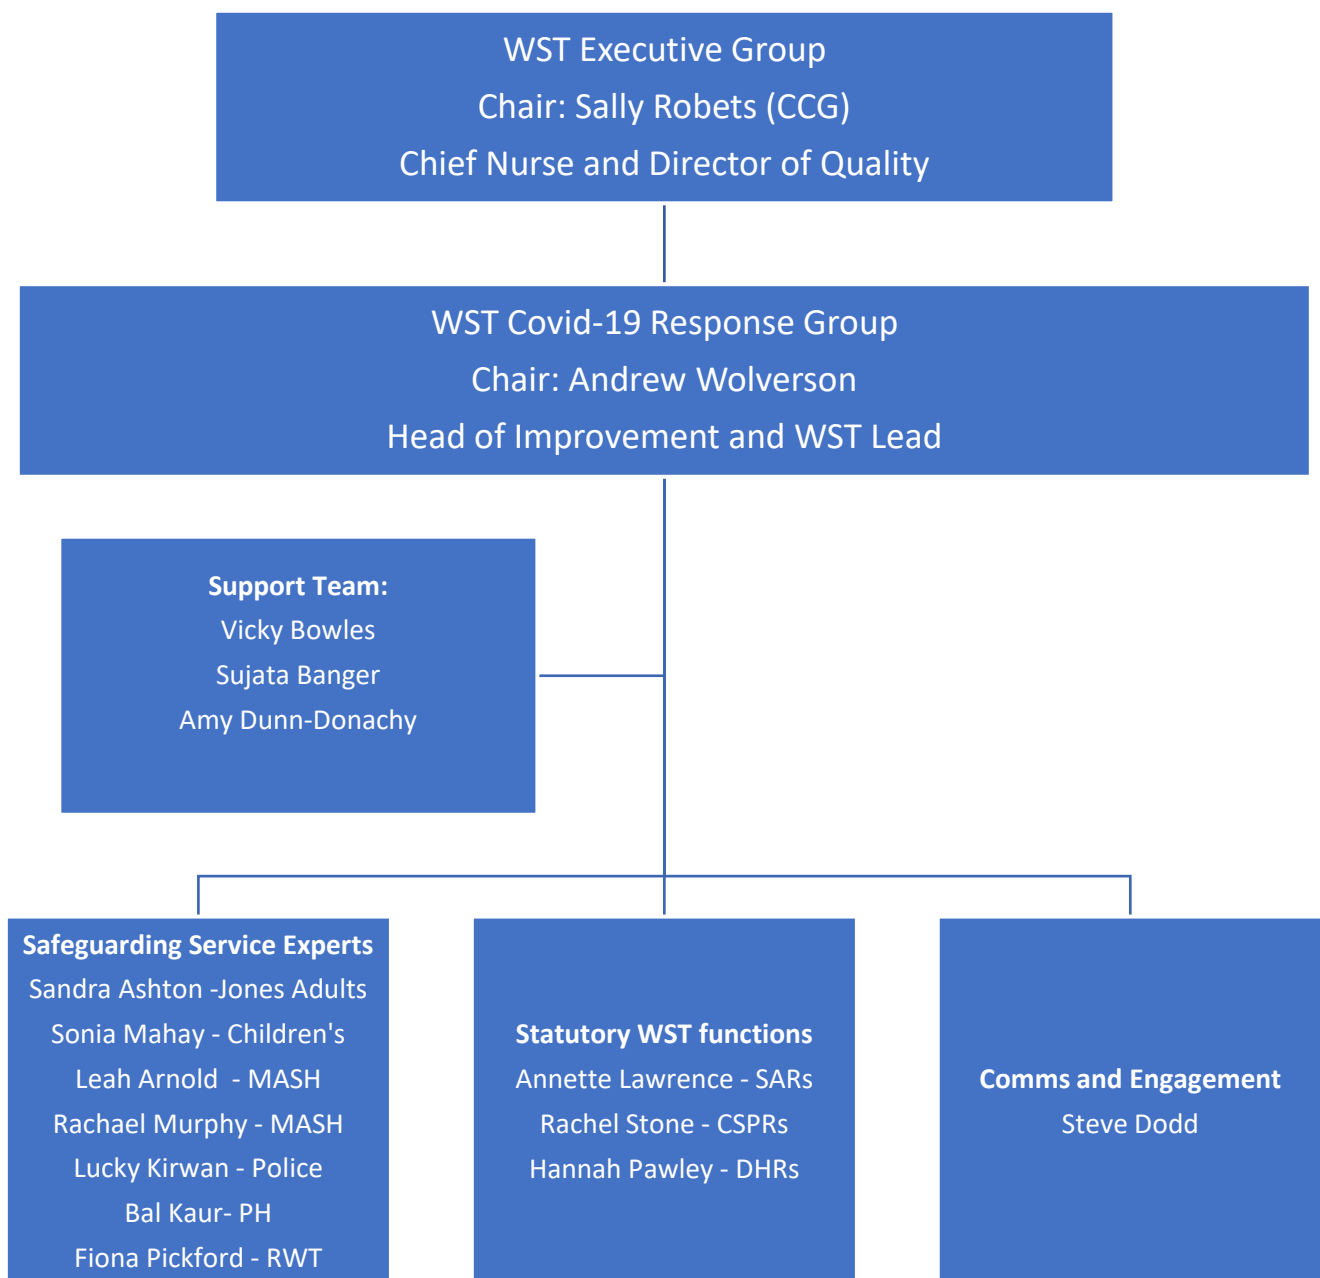 WST Executive Group
Chair: Sally Robets (CCG)
Chief Nurse and Director of Quality
WST Covid-19 Response Group
Chair: Andrew Wolverson
Head of Improvement and WST Lead
Support Team:
Vicky Bowles
Sujata Banger
Amy Dunn-Donachy
Safeguarding Service Experts
Sandra Ashton -Jones Adults
Sonia Mahay - Children's
Leah Arnold  - MASH
Rachael Murphy - MASH
Lucky Kirwan - Police
Bal Kaur- PH
Fiona Pickford - RWT
Statutory WST functions
Annette Lawrence - SARs
Rachel Stone - CSPRs
Hannah Pawley - DHRs
Comms and Engagement
Steve Dodd